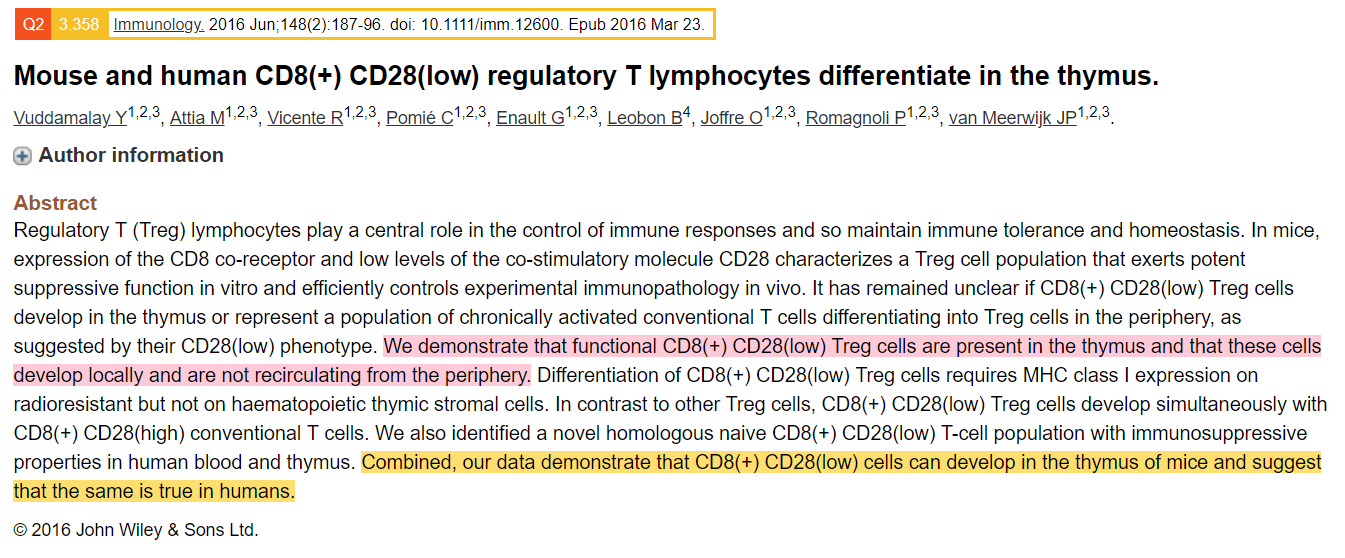 Q2 3.358 Immunology. 2016 Jun;148(2):187-96. doi: 10.1111/imm.12600. Epub 2016 Mar 23.
Mouse and human CD8(+) CD28(low) regulatory T lymphocytes differentiate in the thymus.
Vuddamalay Y1,2,3, Attia M1,2,3, Vicente R1,2,3, Pomié C1,2,3, Enault G1,2,3, Leobon B4, Joffre O1,2,3, Romagnoli P1,2,3, van Meerwijk JP1,2,3.
Author information
Abstract
Regulatory T (Treg) lymphocytes play a central role in the control of immune responses and so maintain immune tolerance and homeostasis. In mice,
expression of the CD8 co-receptor and low levels of the co-stimulatory molecule CD28 characterizes a Treg cell population that exerts potent
suppressive function in vitro and efficiently controls experimental immunopathology in vivo. It has remained unclear if CD8(+) CD28(low) Treg cells
develop in the thymus or represent a population of chronically activated conventional T cells differentiating into Treg cells in the periphery, as
suggested by their CD28(low) phenotype. We demonstrate that functional CD8(+) CD28(low) Treg cells are present in the thymus and that these cells
develop locally and are not recirculating from the periphery. Differentiation of CD8(+) CD28(low) Treg cells requires MHC class I expression on
radioresistant but not on haematopoietic thymic stromal cells. In contrast to other Treg cells, CD8(+) CD28(low) Treg cells develop simultaneously with
CD8(+) CD28(high) conventional T cells. We also identified a novel homologous naive CD8(+) CD28(low) T-cell population with immunosuppressive
properties in human blood and thymus. Combined, our data demonstrate that CD8(+) CD28(low) cells can develop in the thymus of mice and suggest
that the same is true in humans.
© 2016 John Wiley & Sons Ltd.